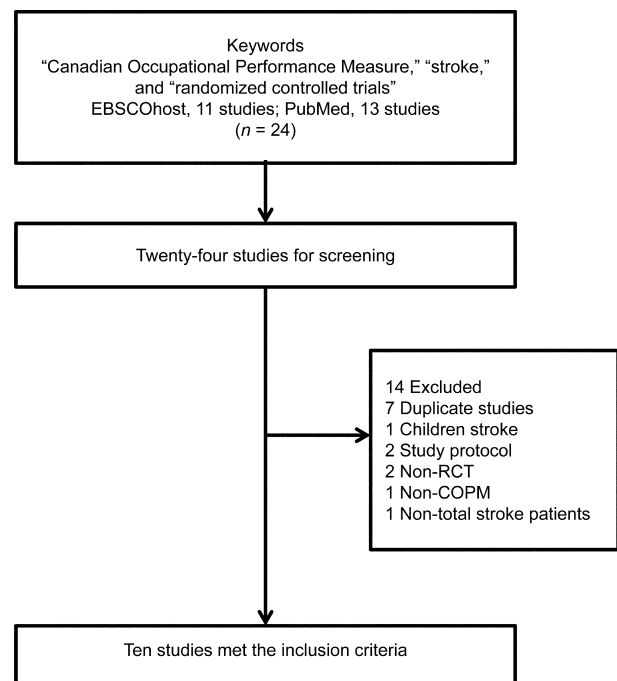 Keywords
“Canadian Occupational Performance Measure,” “stroke,”
and “randomized controlled trials”
EBSCOhost, 11 studies; PubMed, 13 studies
(n = 24)
Twenty-four studies for screening
14 Excluded
7 Duplicate studies
1 Children stroke
2 Study protocol
2 Non-RCT
1 Non-COPM
1 Non-total stroke patients
Ten studies met the inclusion criteria